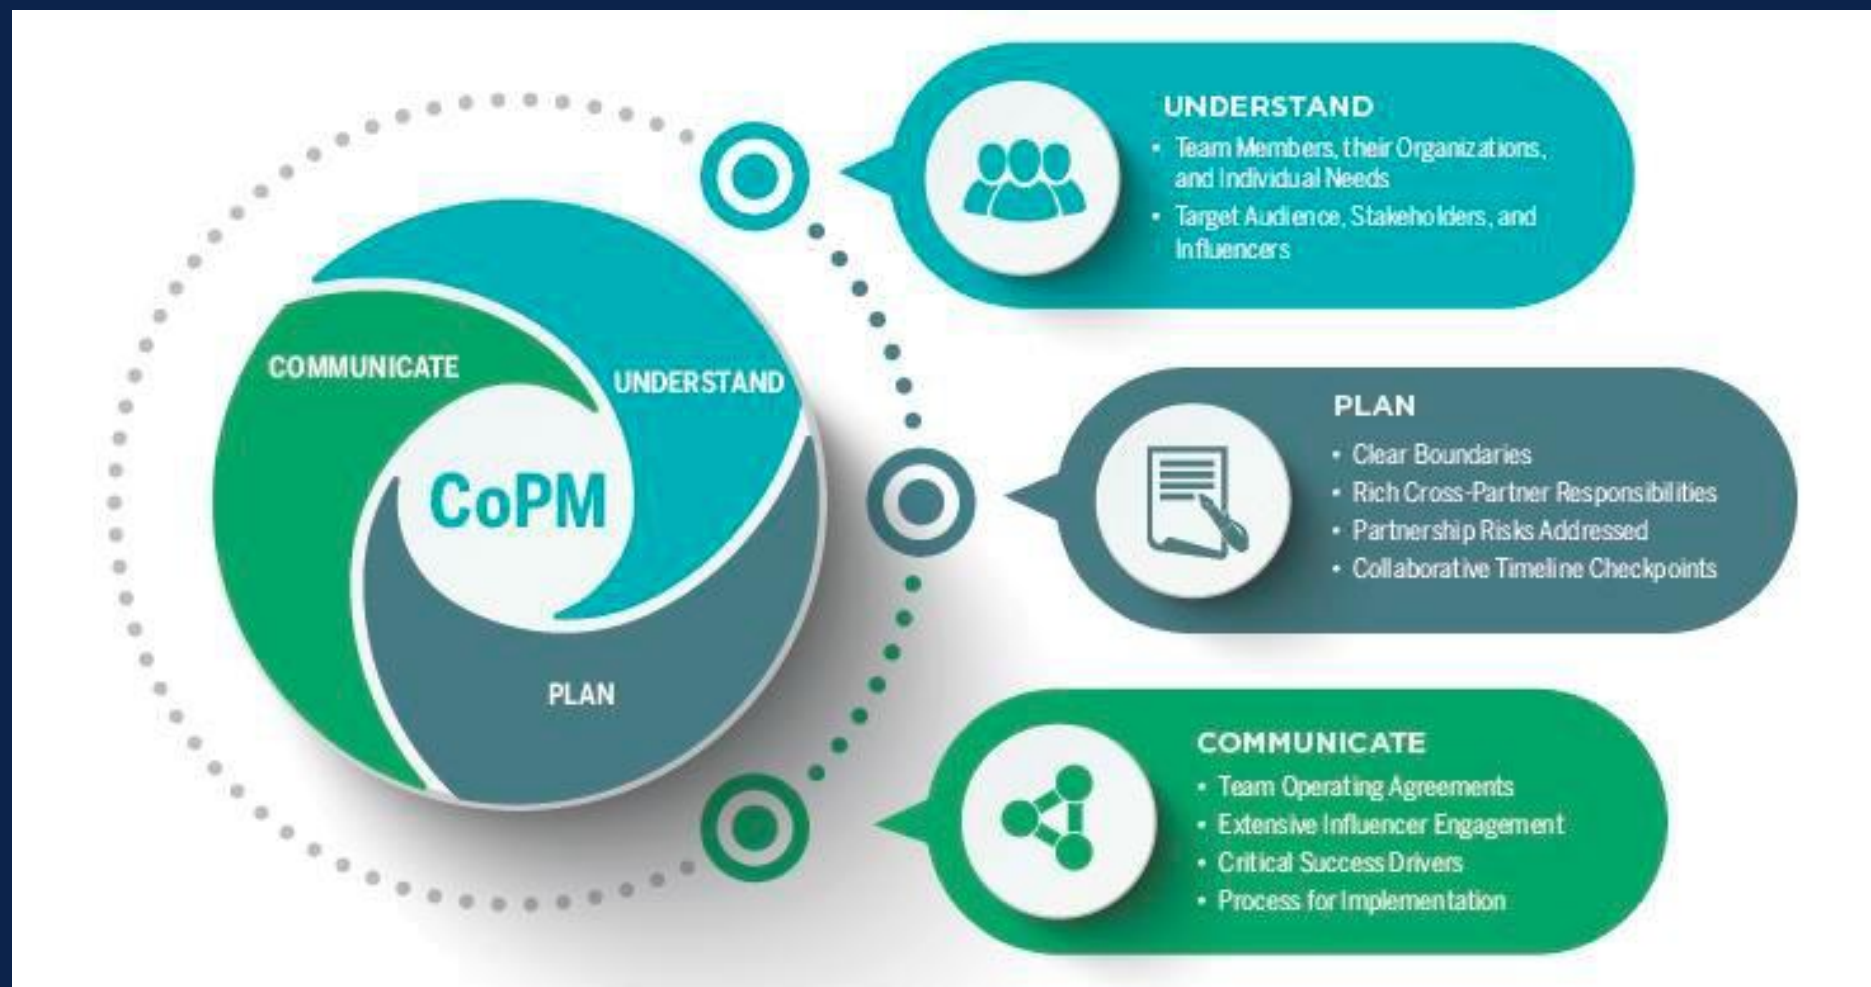 COMMUNICATE
UNDERSTAND
CoPM
PLAN
UNDERSTAND
• Team Members, their Organizations,
and Individual Needs
• Target Audience, Stakeholders, and
Influencers
PLAN
• Clear Boundaries
• Rich Cross-Partner Responsibilities
• Partnership Risks Addressed
• Collaborative Timeline Checkpoints
COMMUNICATE
• Team Operating Agreements
• Extensive Influencer Engagement
• Critical Success Drivers
• Process for Implementation